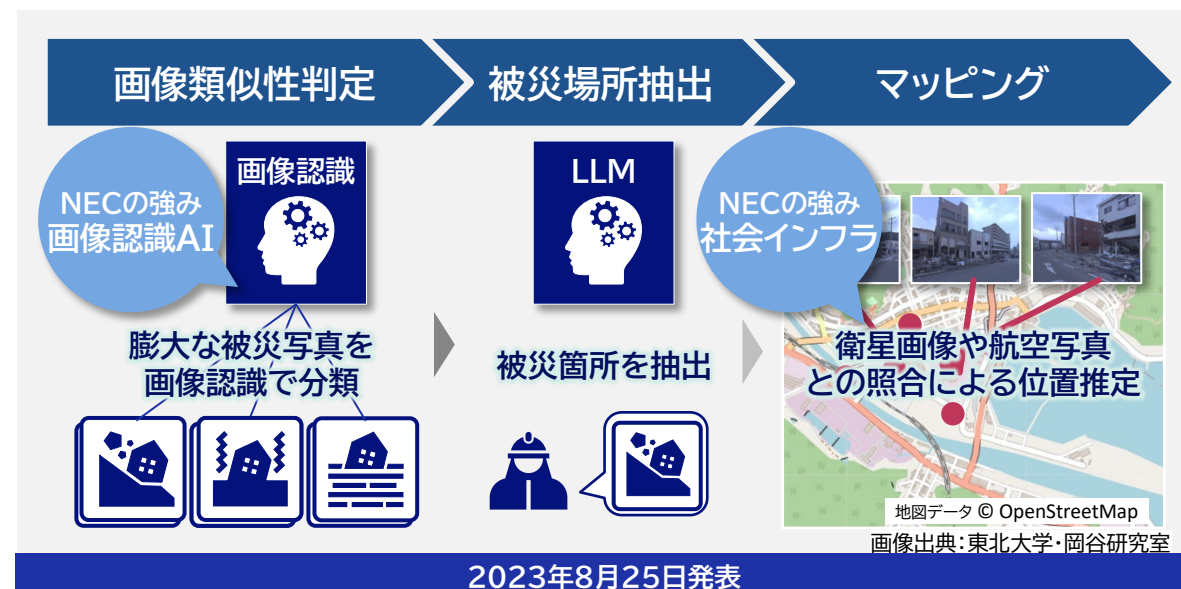 画像類似性判定
被災場所抽出
マッピング
NECの強み
画像認識AI
画像認識
膨大な被災写真を
画像認識で分類
LLM
被災箇所を抽出
NECの強み
社会インフラ
衛星画像や航空写真
との照合による位置推定
地図データ © OpenStreetMap
画像出典：東北大学・岡谷研究室
2023年8月25日発表